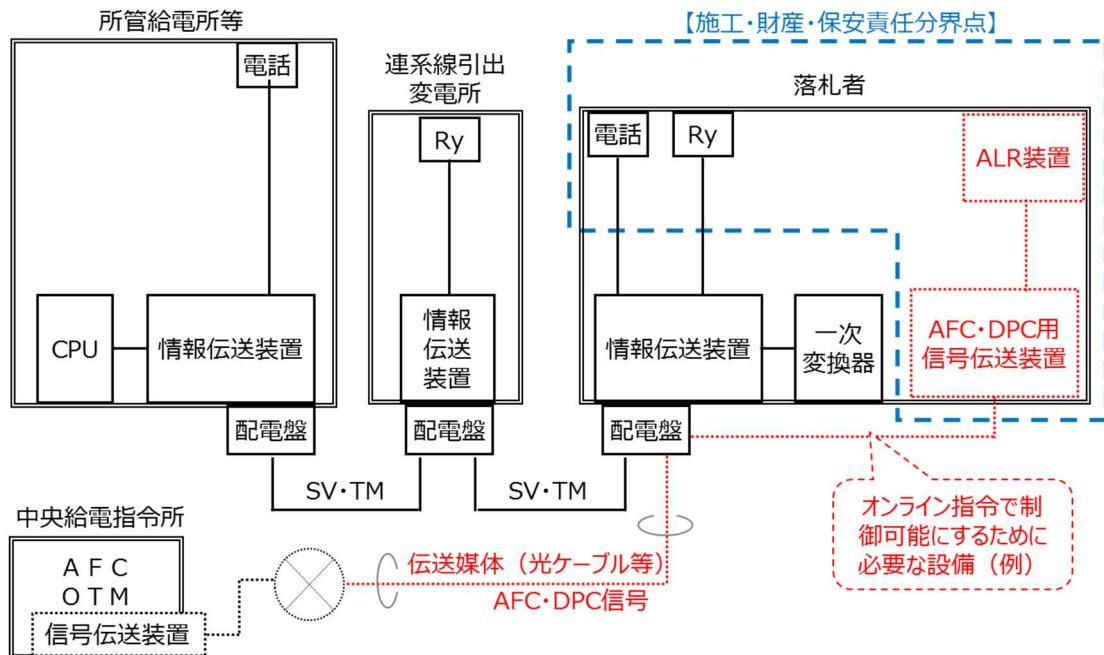 所管給電所等
電話
CPU
情報伝送装置
配電盤
連系線引出
変電所
Ry
情報
伝送
装置
配電盤
【施工・財産・保安責任分界点】
落札者
電話
Ry
ALR装置
情報伝送装置
一次
変換器
AFC・DPC用
信号伝送装置
配電盤
SV・TM
SV・TM
オンライン指令で制
御可能にするために
必要な設備（例）
中央給電指令所
ＡＦＣ
ＯＴＭ
信号伝送装置
伝送媒体（光ケーブル等）
AFC・DPC信号